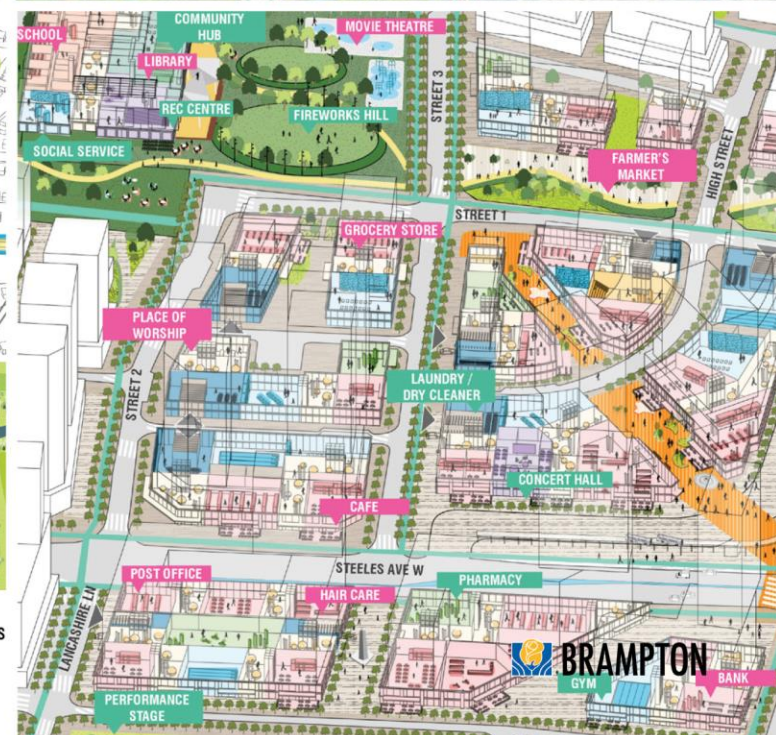 COMMUNITY
HUB
MOVIE THEATRE
SCHOOL
LIBRARY
STREET 3
REC CENTRE
FIREWORKS HILL
SOCIAL SERVICE
FARMER'S
MARKET
HIGH STREET
STREET 1
GROCERY STORE
PLACE OF
WORSHIP
STREET 2
LAUNDRY /
DRY CLEANER
CONCERT HALL
CAFE
STEELES AVE W
POST OFFICE
PHARMACY
HAIR CARE
LANCASHIRE LN
BRAMPTON
GYM
BANK
PERFORMANCE
STAGE